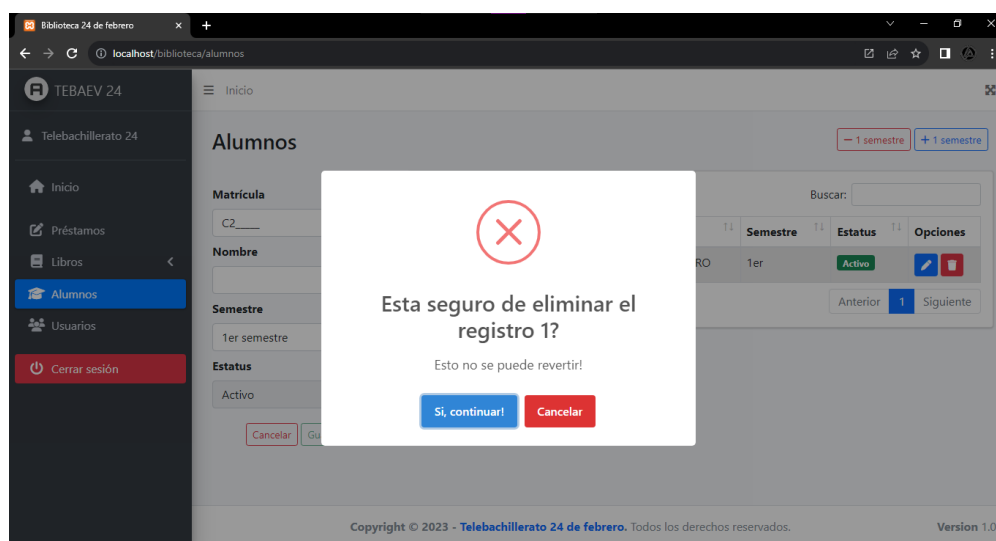 Biblioteca 24 de febrero
localhost/biblioteca/alumnos
TEBAEV 24
Inicio
Telebachillerato 24
Inicio
Préstamos
Libros
Alumnos
Usuarios
Cerrar sesión
Alumnos
1 semestre
+ 1 semestre
Matrícula
C2____
Nombre
Semestre
1er semestre
Estatus
Activo
Cancelar
Buscar:
Semestre
Estatus
Opciones
RO
1er
Activo
Anterior
1
Siguiente
Esta seguro de eliminar el
registro 1?
Esto no se puede revertir!
Si, continuar!
Cancelar
Copyright © 2023 - Telebachillerato 24 de febrero. Todos los derechos reservados.
Version 1.0